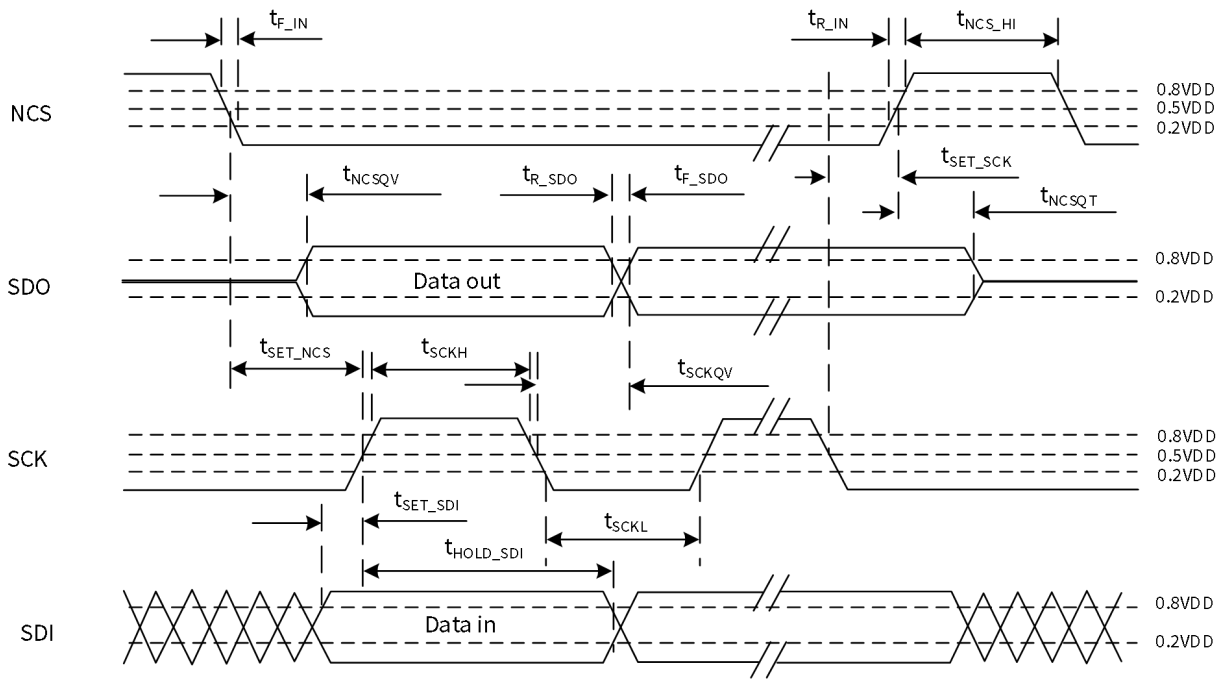 tF_IN
tR_IN
tNCS_HI
NCS
0.8VDD
0.5VDD
0.2VDD
tSET_SCK
tNCSQV
tR_SDO
tF_SDO
tNCSQT
SDO
Data out
0.8VDD
0.2VDD
tSET_NCS
tSCKH
tSCKQV
SCK
0.8VDD
0.5VDD
0.2VDD
tSET_SDI
tSCKL
tHOLD_SDI
SDI
Data in
0.8VDD
0.2VDD